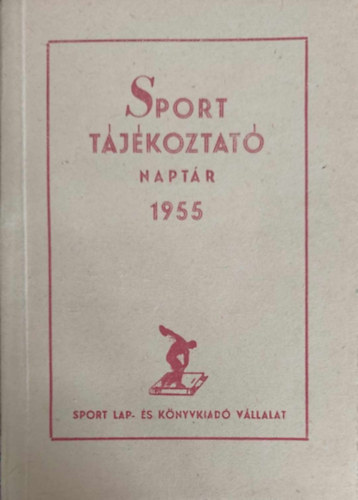 SPORT
TÁJÉKOZTATÓ
NAPTÁR
1955
SPORT LAP- ÉS KÖNYVKIADÓ VÁLLALAT